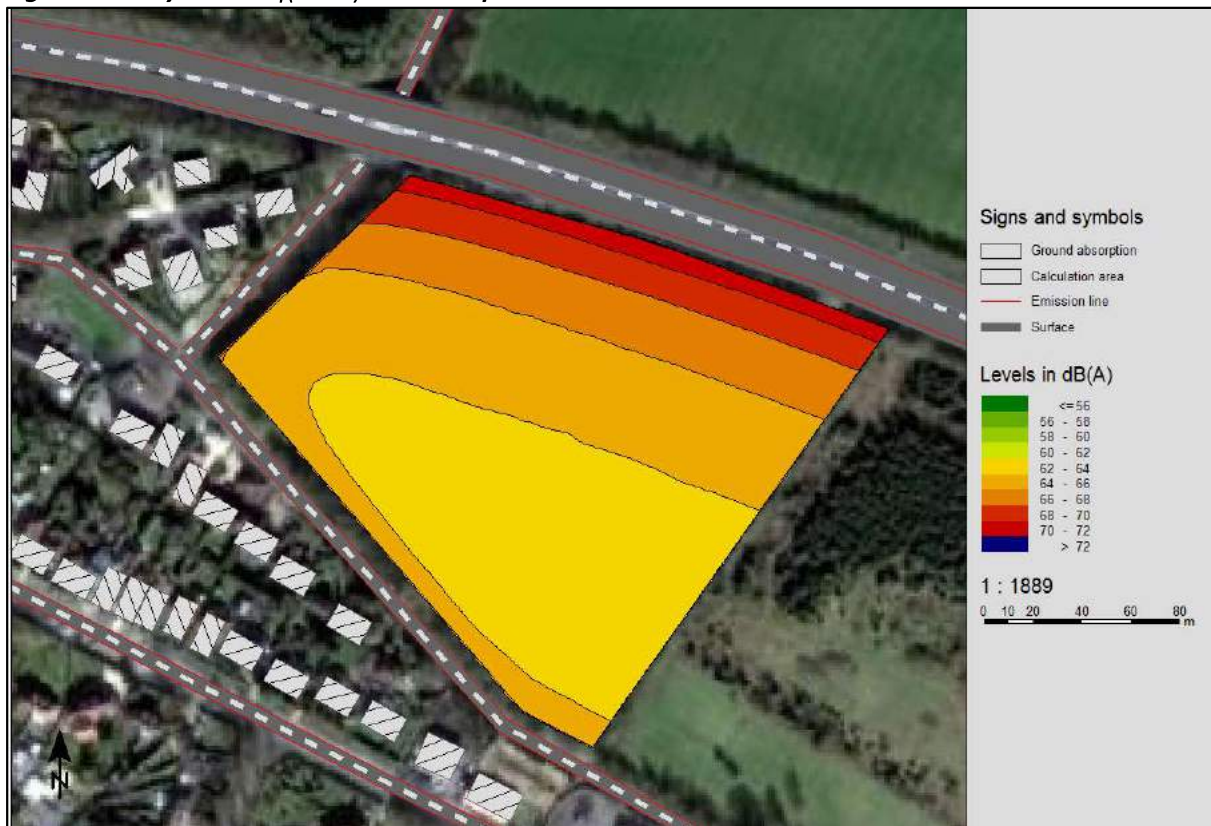 Signs and symbols
Ground absorption
Calculation area
Emission line
Surface
Levels in dB(A)
<= 56
56 - 58
58 - 60
60 - 62
62 - 64
64 - 66
66 - 68
68 - 70
70 - 72
> 72
1 : 1889
0 10 20 40 60 80
m
N